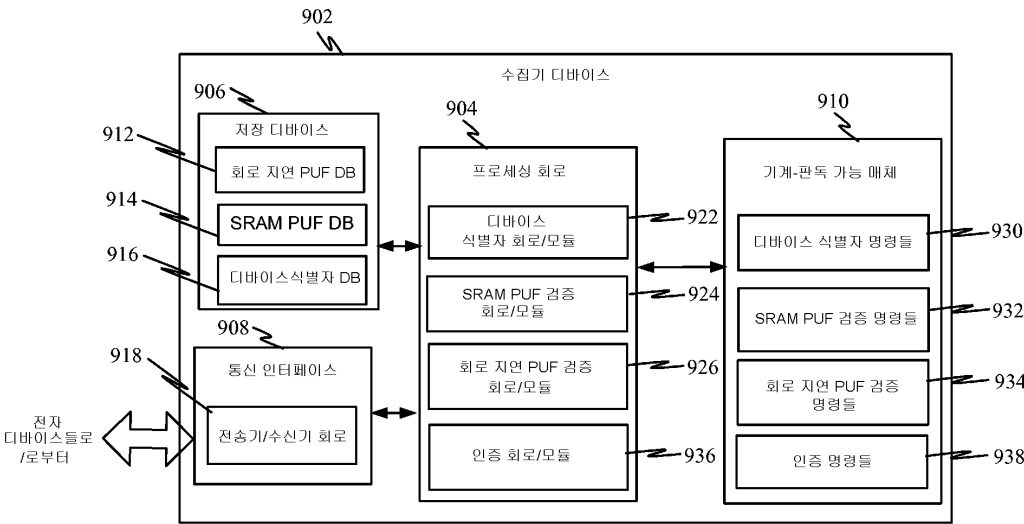 902
수집기 디바이스
906
저장 디바이스
912
회로 지연 PUF DB
914
SRAM PUF DB
916
디바이스식별자 DB
908
통신 인터페이스
918
전송기/수신기 회로
전자
디바이스들로
/로부터
904
프로세싱 회로
디바이스
식별자 회로/모듈
922
SRAM PUF 검증
회로/모듈
924
회로 지연 PUF 검증
회로/모듈
926
인증 회로/모듈
936
910
기계-판독 가능 매체
디바이스 식별자 명령들
930
SRAM PUF 검증 명령들
932
회로 지연 PUF 검증
명령들
934
인증 명령들
938